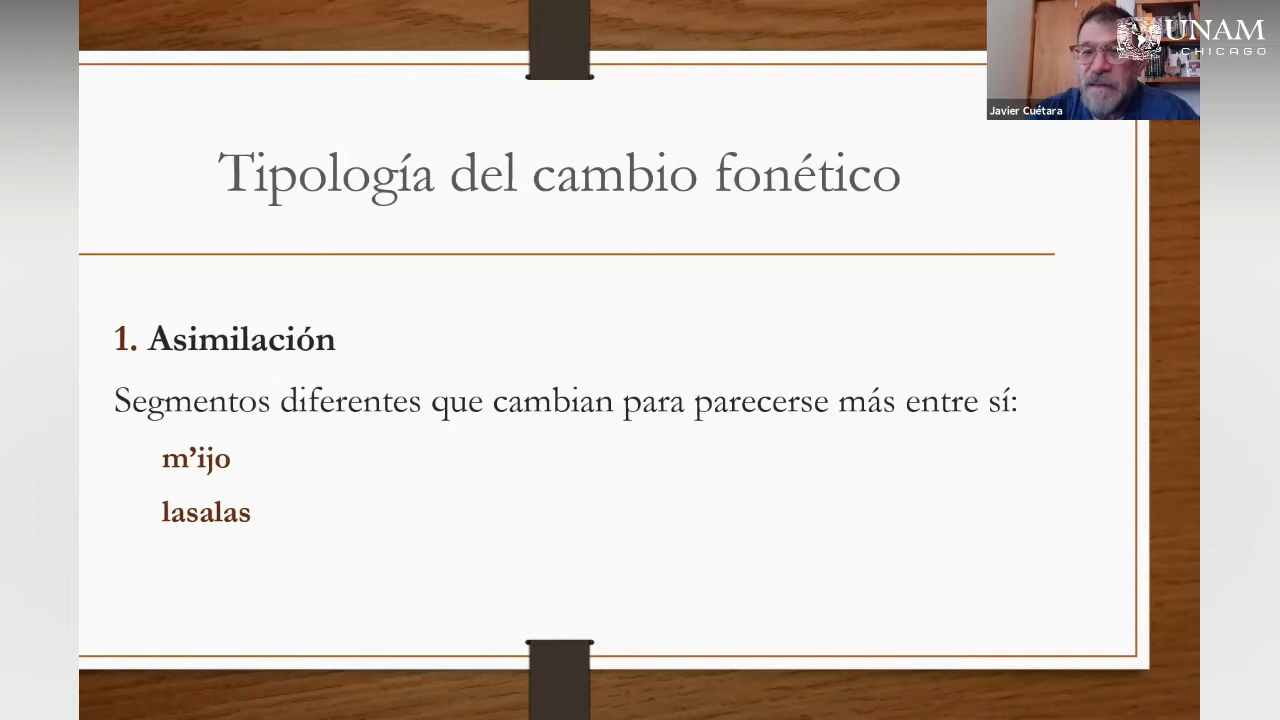 UNAM
CHICAGO
Javier Cuétara
Tipología del cambio fonético
1. Asimilación
Segmentos diferentes que cambian para parecerse más entre sí:
m’ijo
lasalas